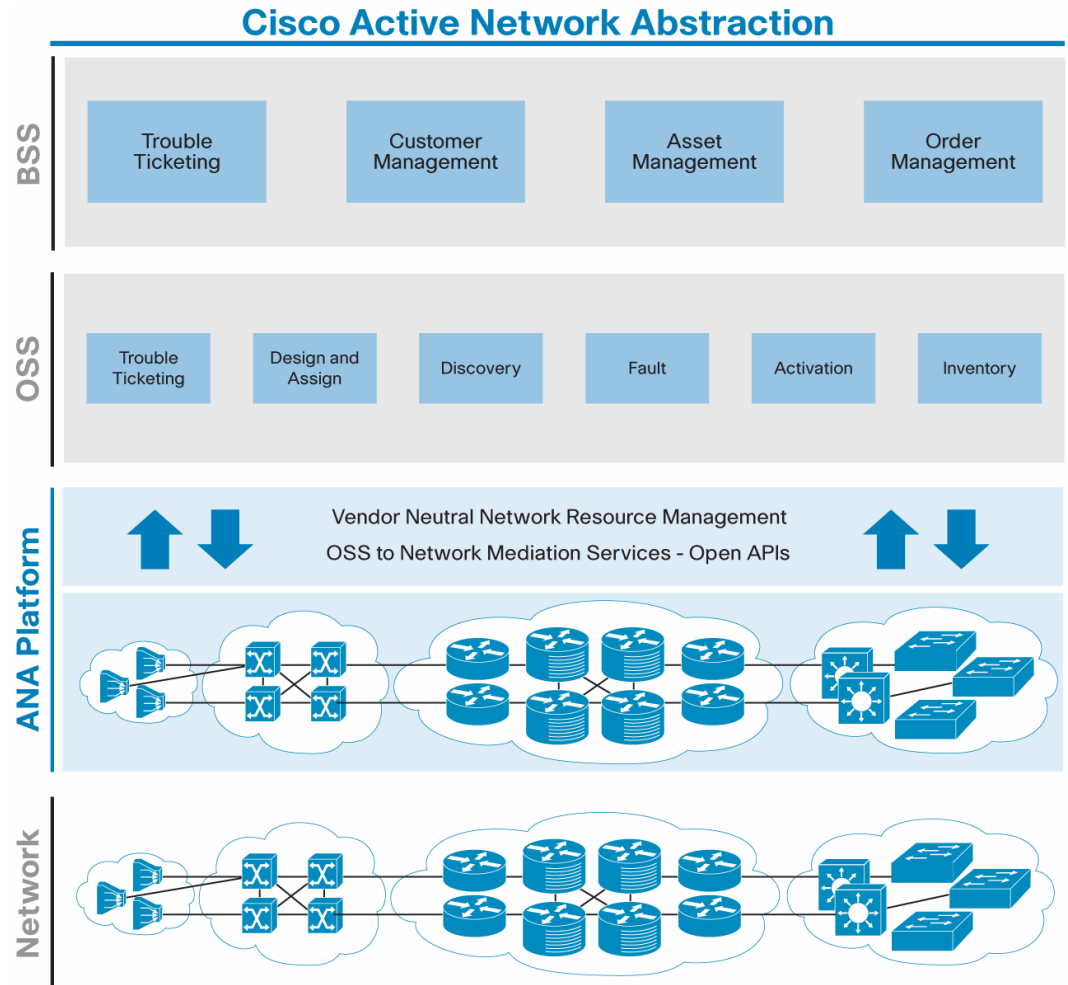 Cisco Active Network Abstraction
BSS
Trouble
Ticketing
Customer
Management
Asset
Management
Order
Management
OSS
Trouble
Ticketing
Design and
Assign
Discovery
Fault
Activation
Inventory
ANA Platform
Vendor Neutral Network Resource Management
OSS to Network Mediation Services - Open APIs
Network